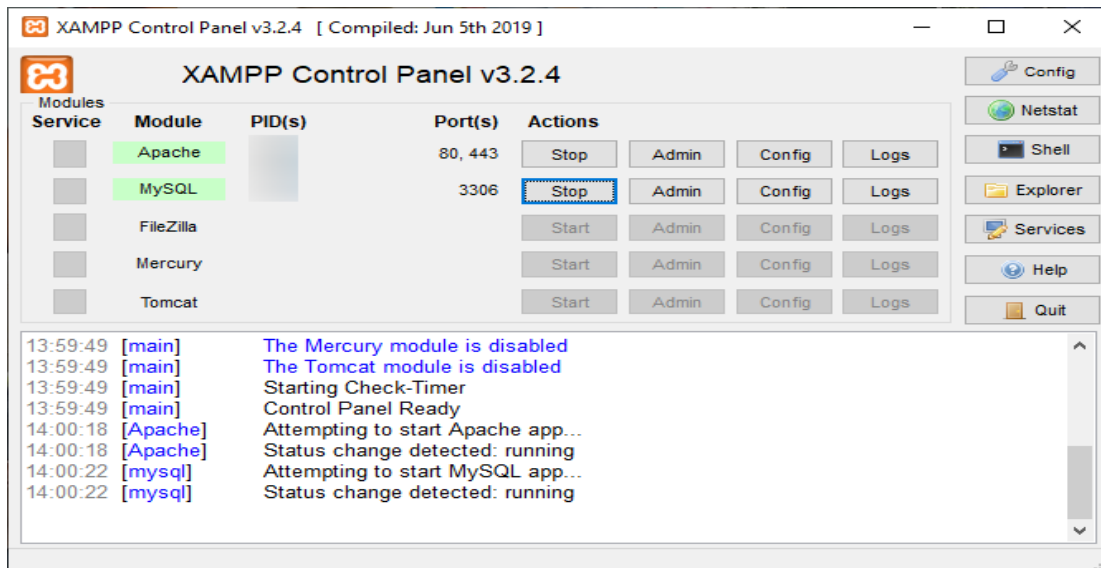 XAMPP Control Panel v3.2.4 [ Compiled: Jun 5th 2019 ]
XAMPP Control Panel v3.2.4
Config
Modules
Service Module PID(s) Port(s) Actions
Netstat
Apache 80, 443 Stop Admin Config Logs
Shell
MySQL 3306 Stop Admin Config Logs
Explorer
FileZilla Start Admin Config Logs
Services
Mercury Start Admin Config Logs
Help
Tomcat Start Admin Config Logs
Quit
13:59:49 [main] The Mercury module is disabled
13:59:49 [main] The Tomcat module is disabled
13:59:49 [main] Starting Check-Timer
13:59:49 [main] Control Panel Ready
14:00:18 [Apache] Attempting to start Apache app...
14:00:18 [Apache] Status change detected: running
14:00:22 [mysql] Attempting to start MySQL app...
14:00:22 [mysql] Status change detected: running